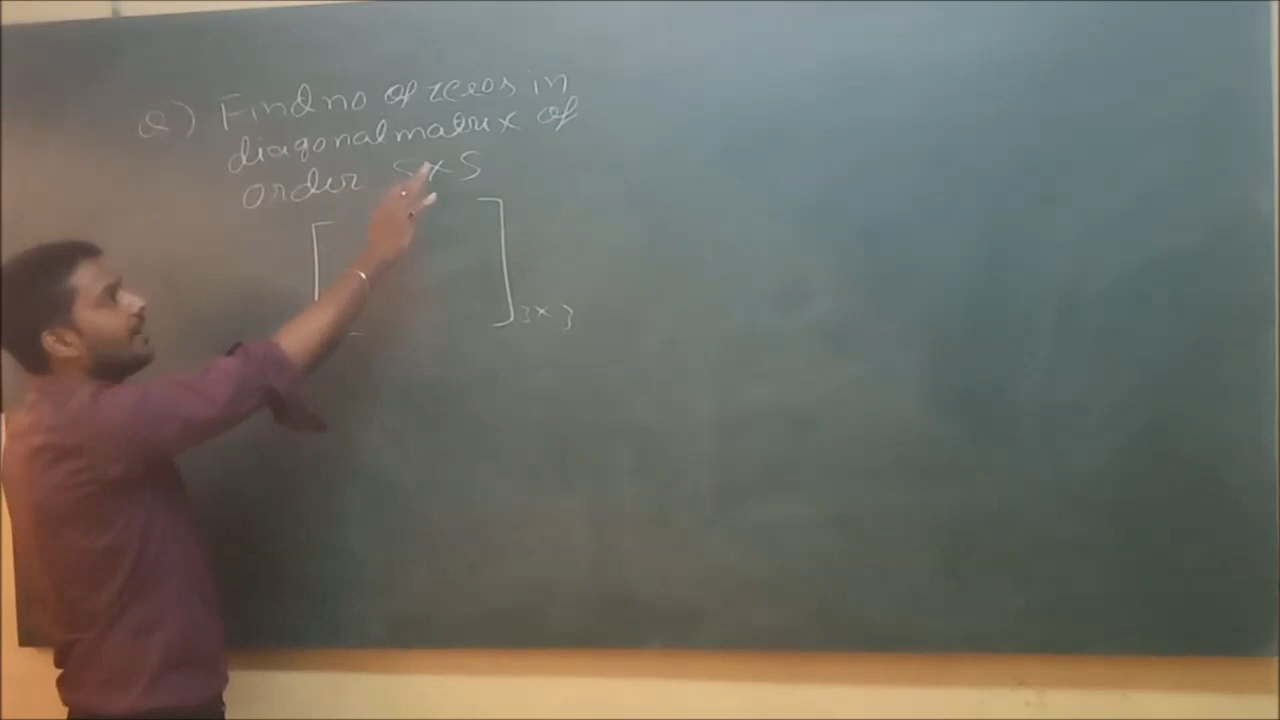 Q) Find no of zeros in
diagonal matrix of
order 5×5
3×3